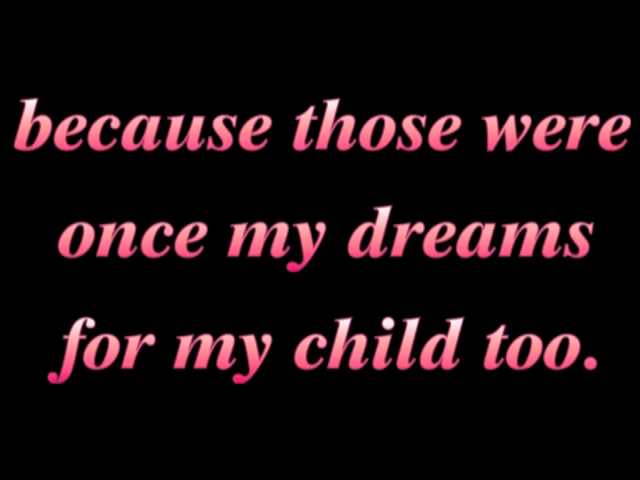 because those were
once my dreams
for my child too.